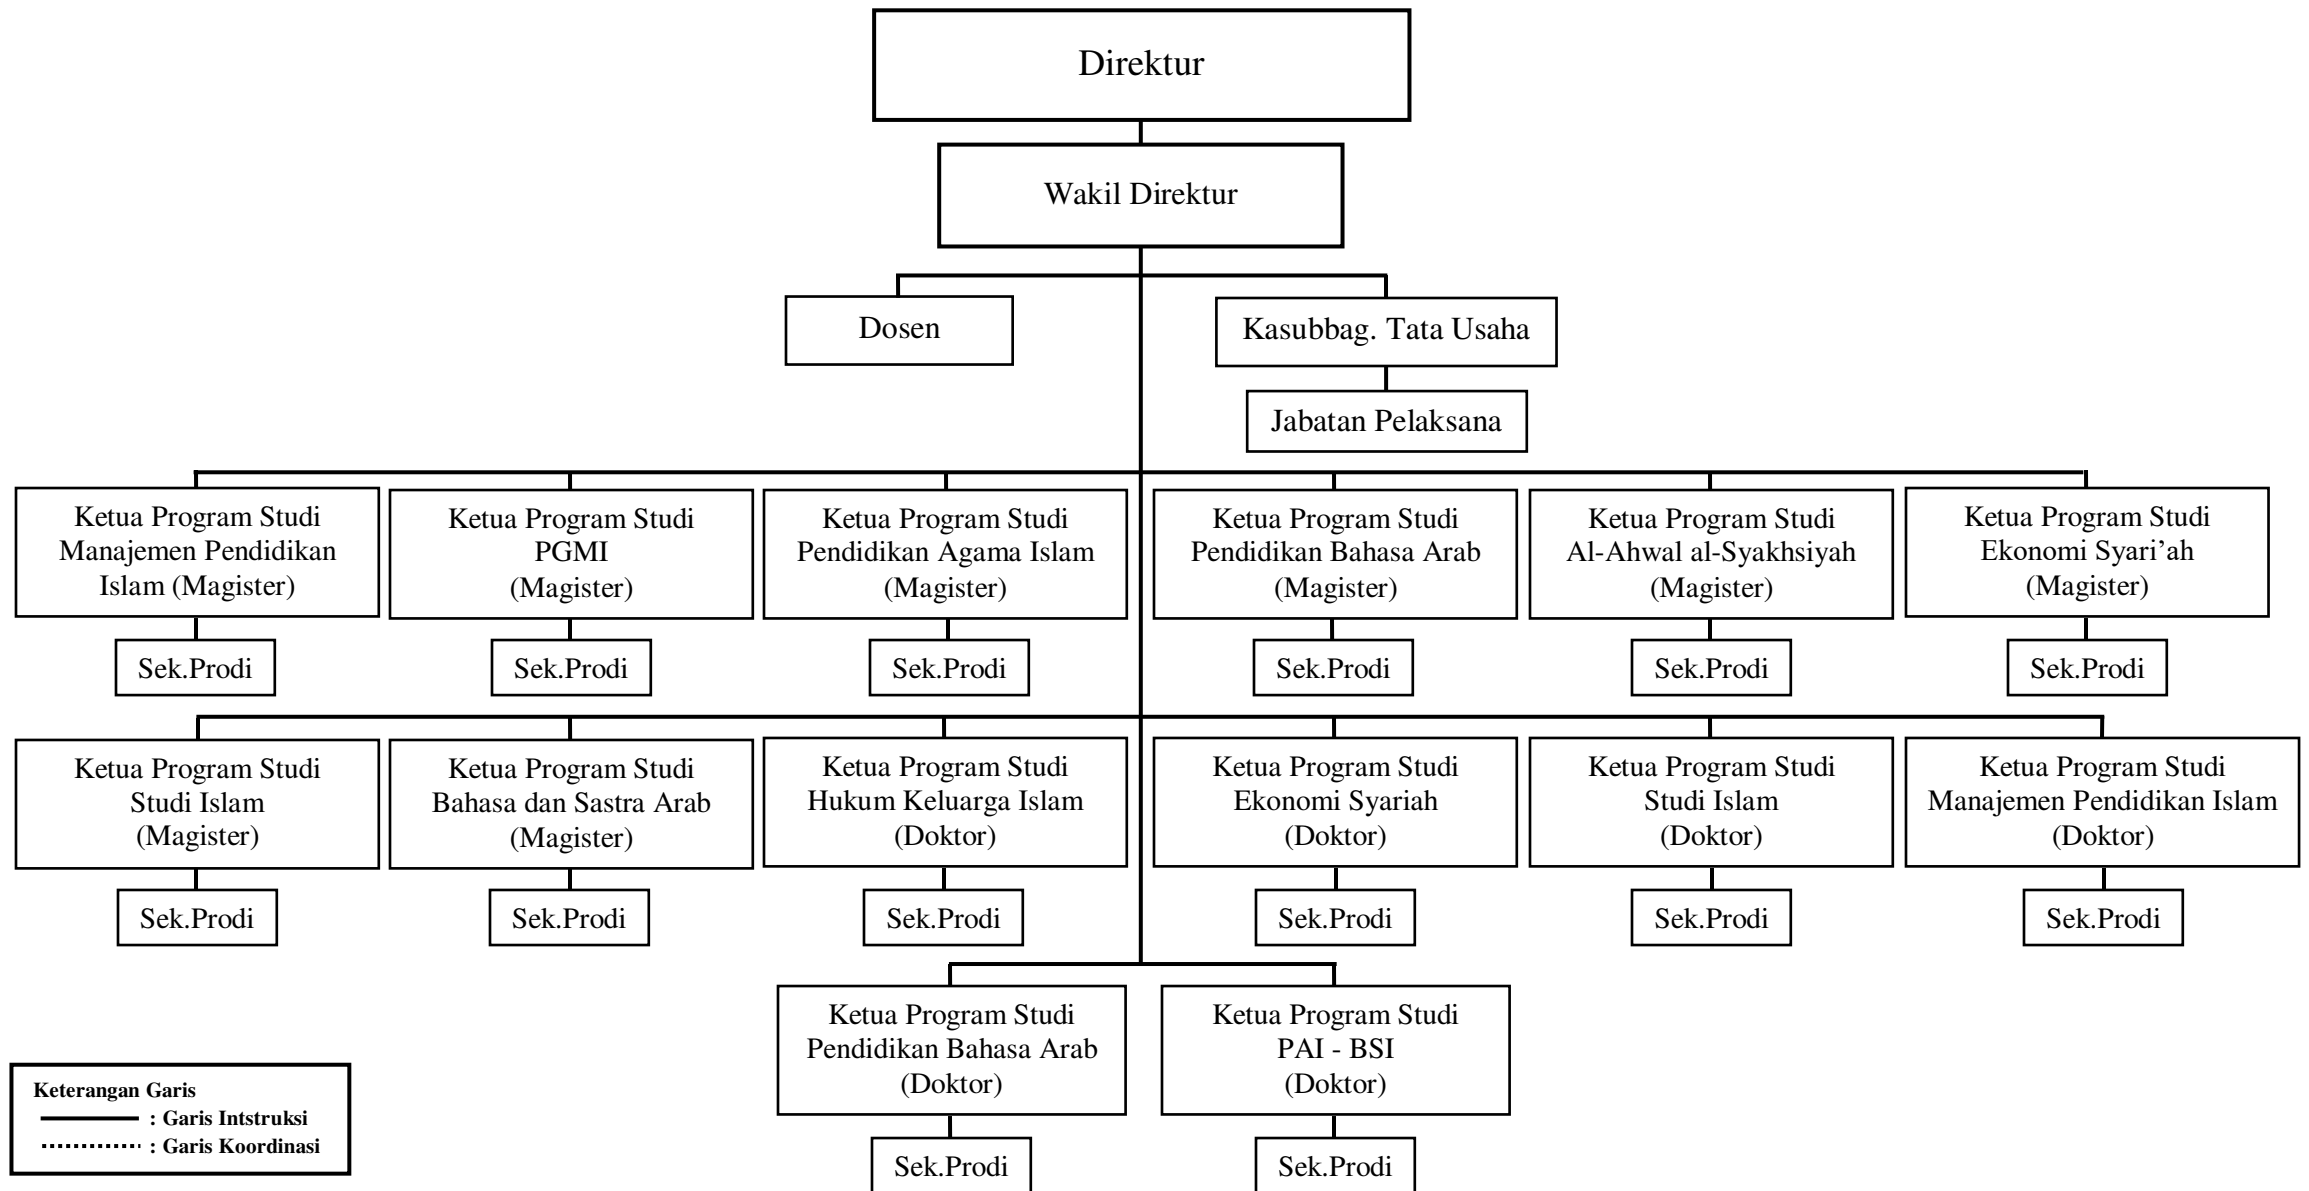 Direktur
Wakil Direktur
Dosen
Kasubbag. Tata Usaha
Jabatan Pelaksana
Ketua Program Studi
Manajemen Pendidikan
Islam (Magister)
Ketua Program Studi
PGMI
(Magister)
Ketua Program Studi
Pendidikan Agama Islam
(Magister)
Ketua Program Studi
Pendidikan Bahasa Arab
(Magister)
Ketua Program Studi
Al-Ahwal al-Syakhsiyah
(Magister)
Ketua Program Studi
Ekonomi Syari’ah
(Magister)
Sek.Prodi
Sek.Prodi
Sek.Prodi
Sek.Prodi
Sek.Prodi
Sek.Prodi
Ketua Program Studi
Studi Islam
(Magister)
Ketua Program Studi
Bahasa dan Sastra Arab
(Magister)
Ketua Program Studi
Hukum Keluarga Islam
(Doktor)
Ketua Program Studi
Ekonomi Syariah
(Doktor)
Ketua Program Studi
Studi Islam
(Doktor)
Ketua Program Studi
Manajemen Pendidikan Islam
(Doktor)
Sek.Prodi
Sek.Prodi
Sek.Prodi
Sek.Prodi
Sek.Prodi
Sek.Prodi
Ketua Program Studi
Pendidikan Bahasa Arab
(Doktor)
Ketua Program Studi
PAI - BSI
(Doktor)
Sek.Prodi
Sek.Prodi
Keterangan Garis
: Garis Intstruksi
: Garis Koordinasi